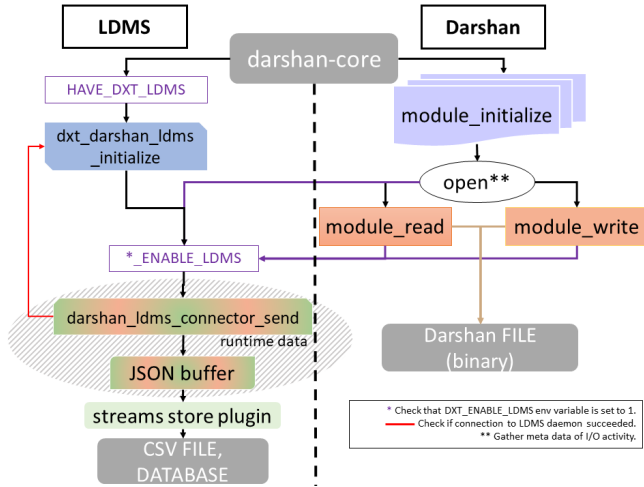 LDMS
Darshan
darshan-core
HAVE_DXT_LDMS
module_initialize
dxt_darshan_ldms
_initialize
open**
module_read
module_write
*_ENABLE_LDMS
darshan_ldms_connector_send
runtime data
Darshan FILE
(binary)
JSON buffer
streams store plugin
CSV FILE,
DATABASE
* Check that DXT_ENABLE_LDMS env variable is set to 1.
Check if connection to LDMS daemon succeeded.
** Gather meta data of I/O activity.